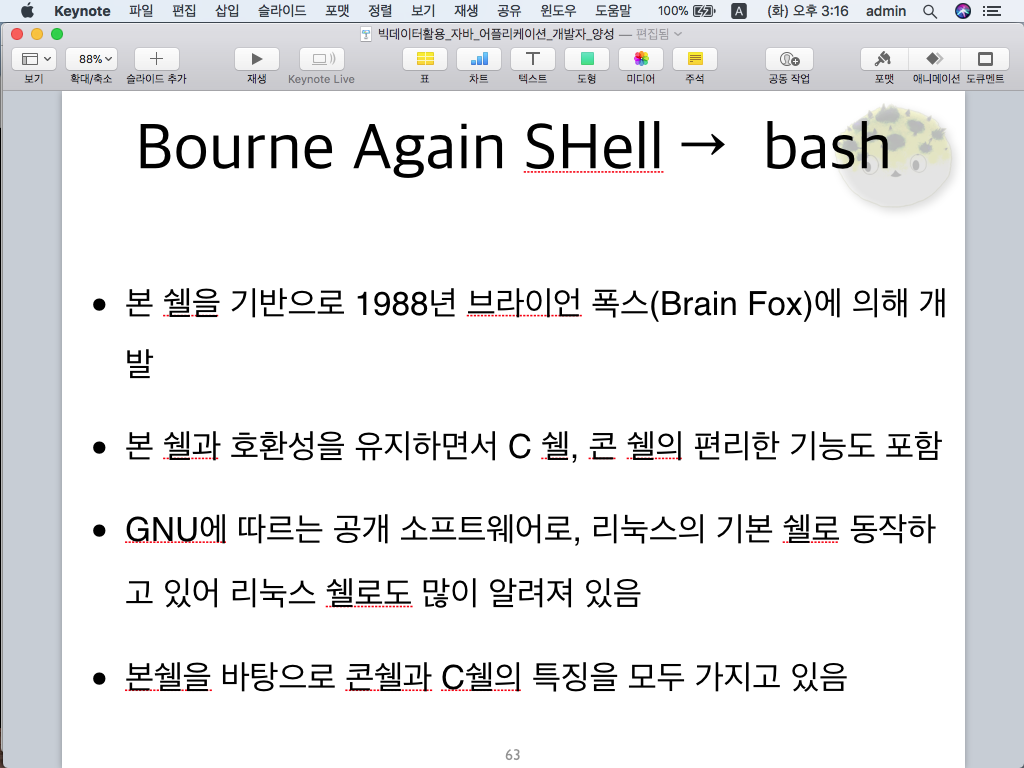 Keynote 파일 편집 삽입 슬라이드 포맷 정렬 보기 재생 공유 윈도우 도움말 100% A (화) 오후 3:16 admin
빅데이터활용_자바_어플리케이션_개발자_양성 — 편집됨
88%
보기 확대/축소 슬라이드 추가 재생 Keynote Live 표 차트 텍스트 도형 미디어 주석 공동 작업 포맷 애니메이션 도큐멘트
Bourne Again SHell → bash
• 본 쉘을 기반으로 1988년 브라이언 폭스(Brain Fox)에 의해 개
발
• 본 쉘과 호환성을 유지하면서 C 쉘, 콘 쉘의 편리한 기능도 포함
• GNU에 따르는 공개 소프트웨어로, 리눅스의 기본 쉘로 동작하
고 있어 리눅스 쉘로도 많이 알려져 있음
• 본쉘을 바탕으로 콘쉘과 C쉘의 특징을 모두 가지고 있음
63